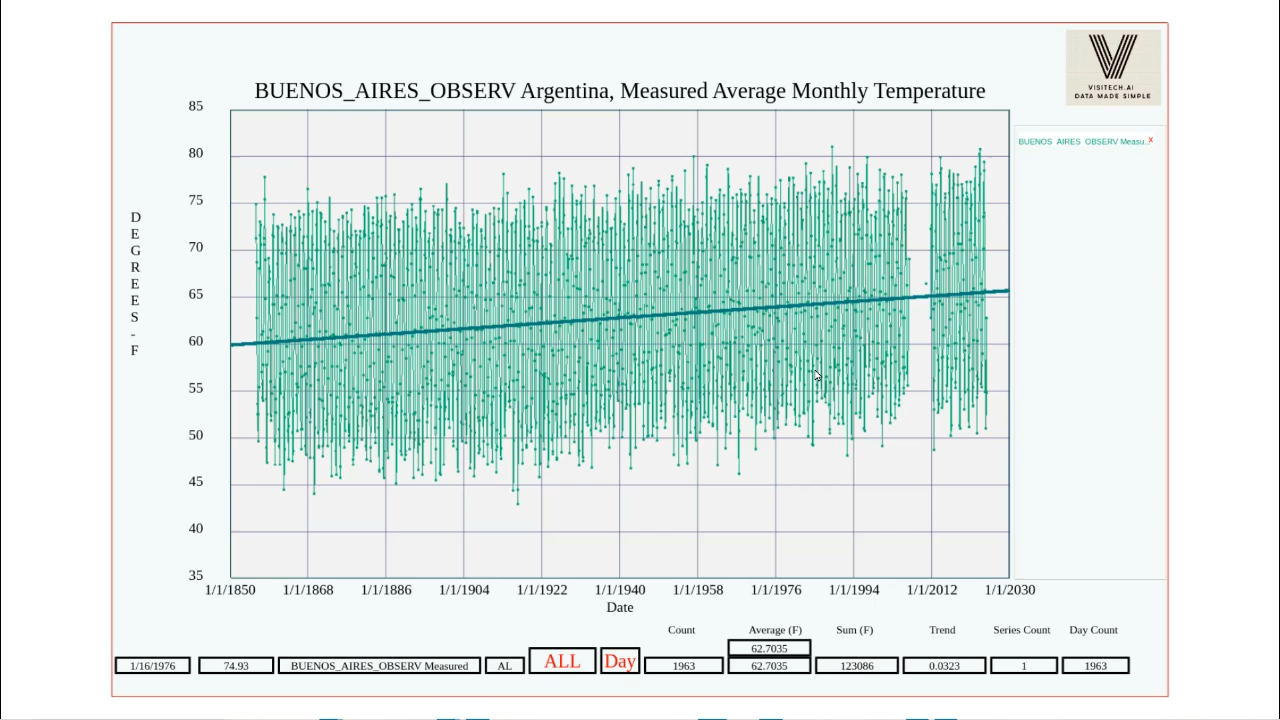 VISITECH.AI
DATA MADE SIMPLE
BUENOS_AIRES_OBSERV Argentina, Measured Average Monthly Temperature
BUENOS AIRES OBSERV Measu... X
85
80
75
70
65
60
55
50
45
40
35
D
E
G
R
E
E
S
-
F
1/1/1850 1/1/1868 1/1/1886 1/1/1904 1/1/1922 1/1/1940 1/1/1958 1/1/1976 1/1/1994 1/1/2012 1/1/2030
Date
Count Average (F) Sum (F) Trend Series Count Day Count
62.7035
1/16/1976 74.93 BUENOS_AIRES_OBSERV Measured AL ALL Day 1963 62.7035 123086 0.0323 1 1963